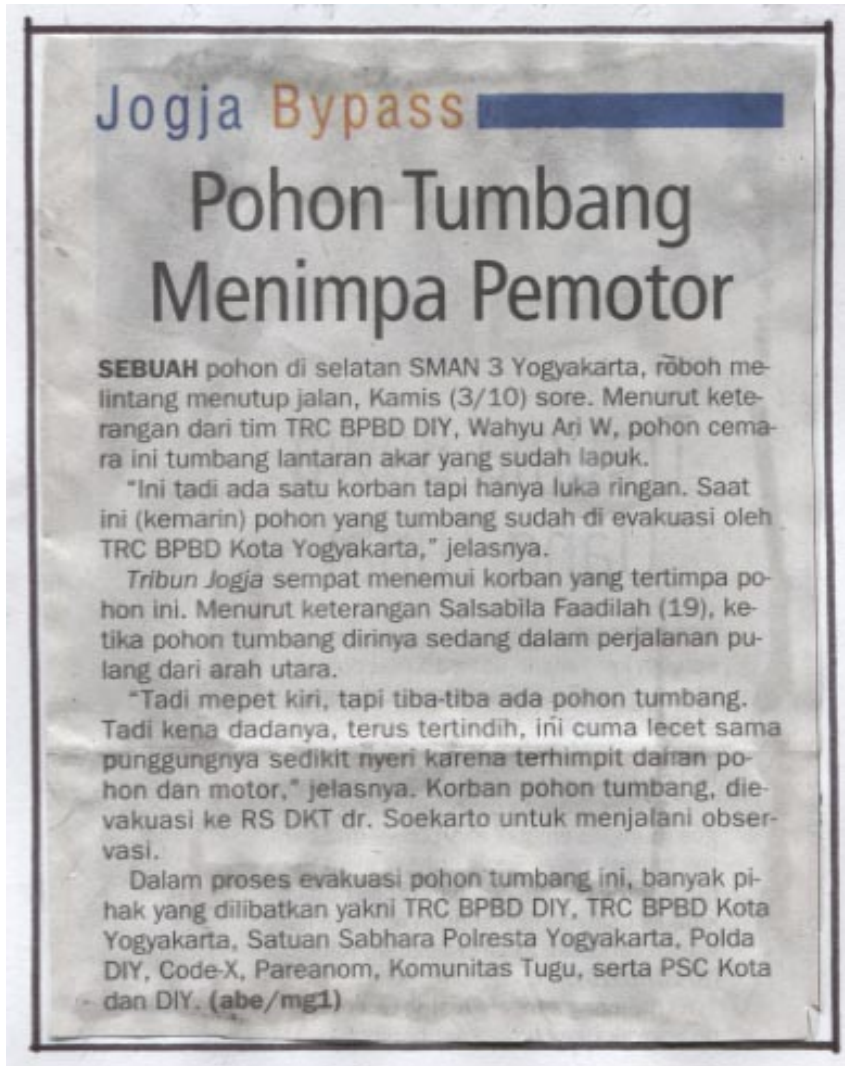 Jogja Bypass
Pohon Tumbang
Menimpa Pemotor
SEBUAH pohon di selatan SMAN 3 Yogyakarta, roboh me-
lintang menutup jalan, Kamis (3/10) sore. Menurut kete-
rangan dari tim TRC BPBD DIY, Wahyu Ari W, pohon cema-
ra ini tumbang lantaran akar yang sudah lapuk.
"Ini tadi ada satu korban tapi hanya luka ringan. Saat
ini (kemarin) pohon yang tumbang sudah di evakuasi oleh
TRC BPBD Kota Yogyakarta," jelasnya.
Tribun Jogja sempat menemui korban yang tertimpa po-
hon ini. Menurut keterangan Salsabila Faadilah (19), ke-
tika pohon tumbang dirinya sedang dalam perjalanan pu-
lang dari arah utara.
"Tadi mepet kiri, tapi tiba-tiba ada pohon tumbang.
Tadi kena dadanya, terus tertindih, ini cuma lecet sama
punggungnya sedikit nyeri karena terhimpit dahan po-
hon dan motor," jelasnya. Korban pohon tumbang, die-
vakuasi ke RS DKT dr. Soekarto untuk menjalani obser-
vasi.
Dalam proses evakuasi pohon tumbang ini, banyak pi-
hak yang dilibatkan yakni TRC BPBD DIY, TRC BPBD Kota
Yogyakarta, Satuan Sabhara Polresta Yogyakarta, Polda
DIY, Code-X, Pareanom, Komunitas Tugu, serta PSC Kota
dan DIY. (abe/mg1)